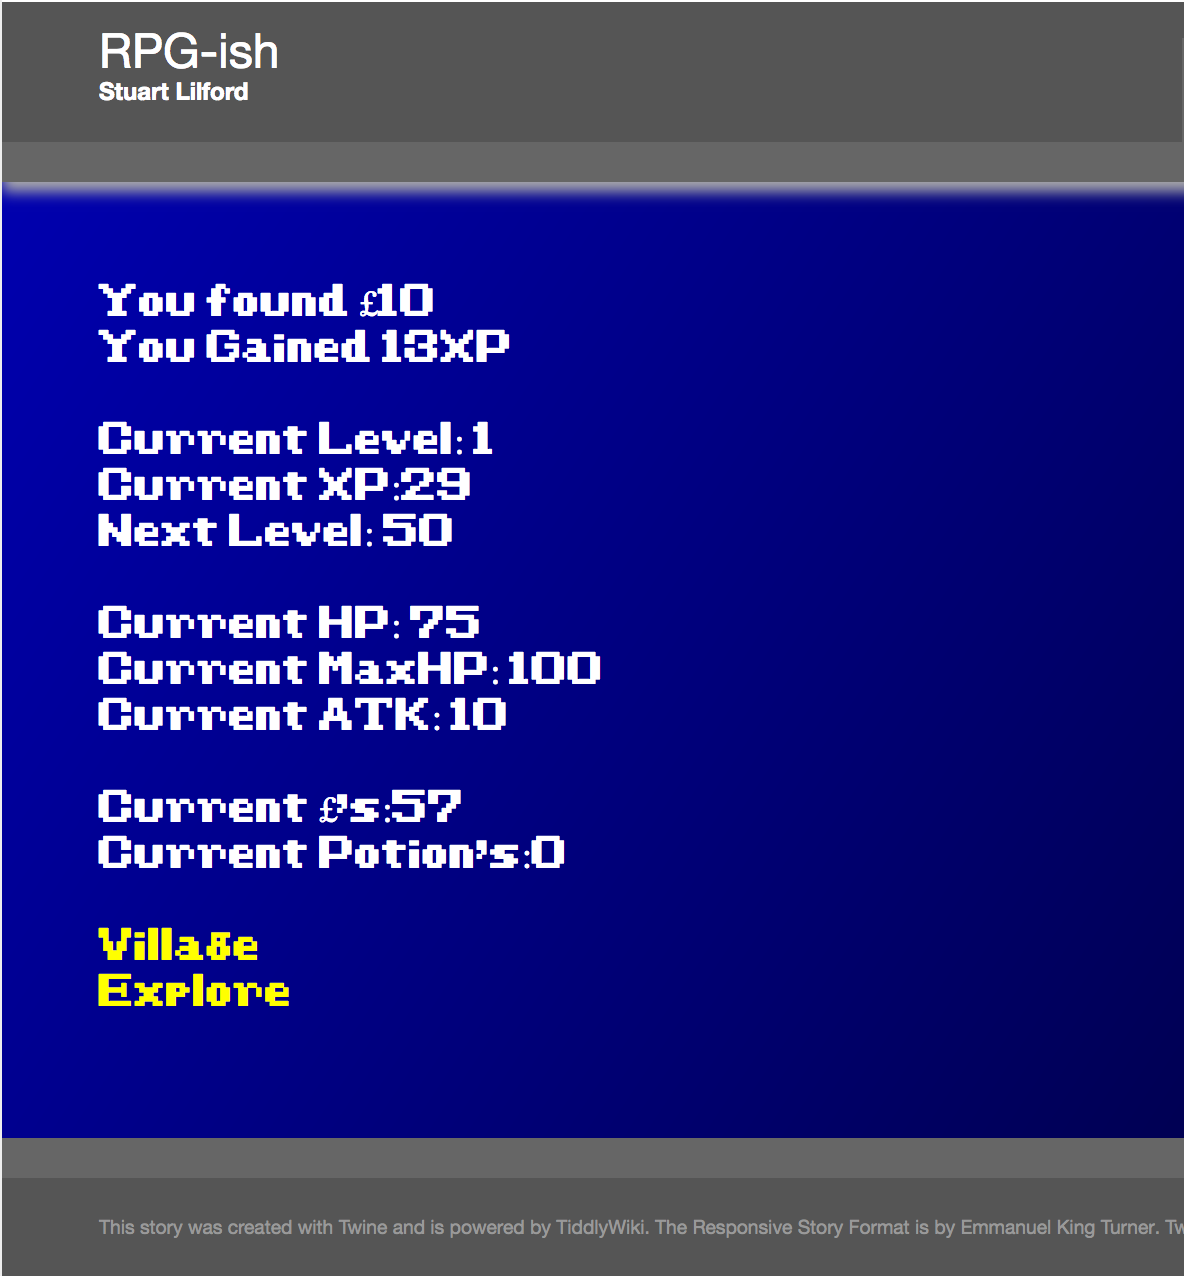 RPG-ish
Stuart Lilford
You found £10
You Gained 13XP
Current Level: 1
Current XP:29
Next Level: 50
Current HP: 75
Current MaxHP: 100
Current ATK: 10
Current £'s:57
Current Potion's:0
Village
Explore
This story was created with Twine and is powered by TiddlyWiki. The Responsive Story Format is by Emmanuel King Turner. Tw